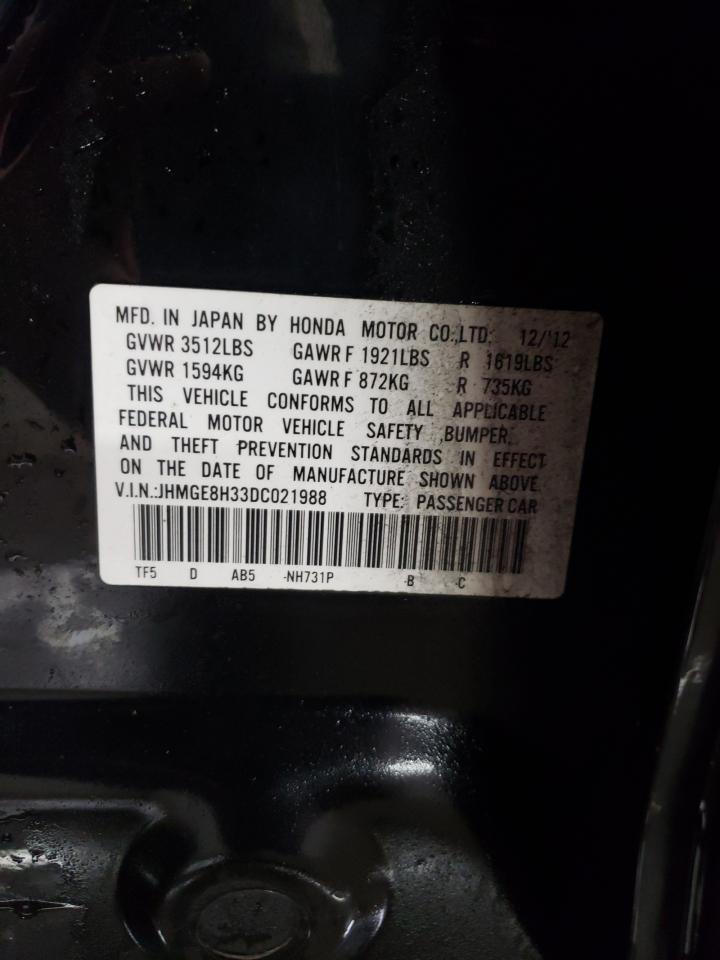 MFD. IN JAPAN BY HONDA MOTOR CO.,LTD. 12/'12
GVWR 3512LBS GAWR F 1921LBS R 1619LBS
GVWR 1594KG GAWR F 872KG R 735KG
THIS VEHICLE CONFORMS TO ALL APPLICABLE
FEDERAL MOTOR VEHICLE SAFETY, BUMPER,
AND THEFT PREVENTION STANDARDS IN EFFECT
ON THE DATE OF MANUFACTURE SHOWN ABOVE.
V.I.N.:JHMGE8H33DC021988 TYPE: PASSENGER CAR
TF5 D AB5 -NH731P -B -C